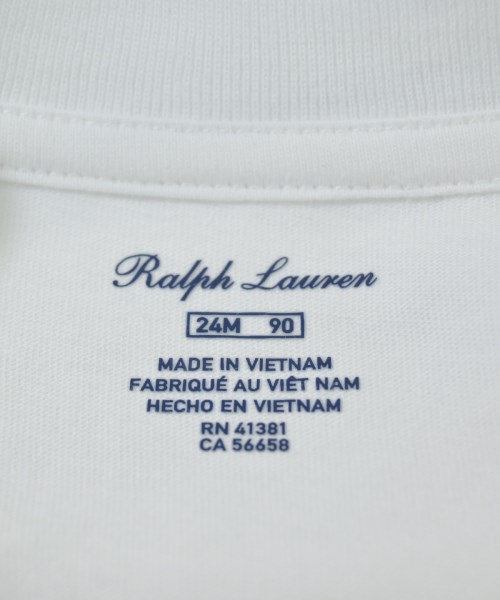 Ralph Lauren
24M 90
MADE IN VIETNAM
FABRIQUÉ AU VIÊT NAM
HECHO EN VIETNAM
RN 41381
CA 56658